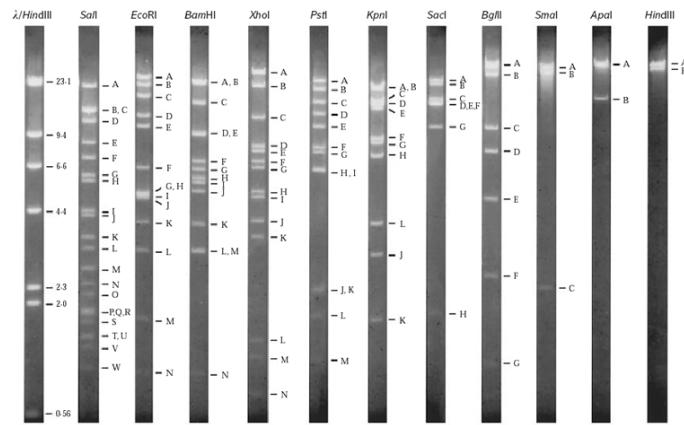 λ/HindIII SalI EcoRI BamHI XhoI PstI KpnI SacI BglII SmaI ApaI HindIII
23·1
9·4
6·6
4·4
2·3
2·0
0·56
A
B, C
D
E
F
G
H
I
J
K
L
M
N
O
P,Q,R
S
T, U
V
W
A
B
C
D
E
F
G, H
I
J
K
L
M
N
A, B
C
D, E
F
G
H
I
J
K
L, M
N
A
B
C
D
E
F
G
H
I
J
K
L
M
N
A
B
C
D
E
F
G
H, I
J, K
L
M
A, B
C
D
E
F
G
H
L
J
K
A
B
C
D,E,F
G
H
A
B
C
D
E
F
G
A
B
C
A
B
A